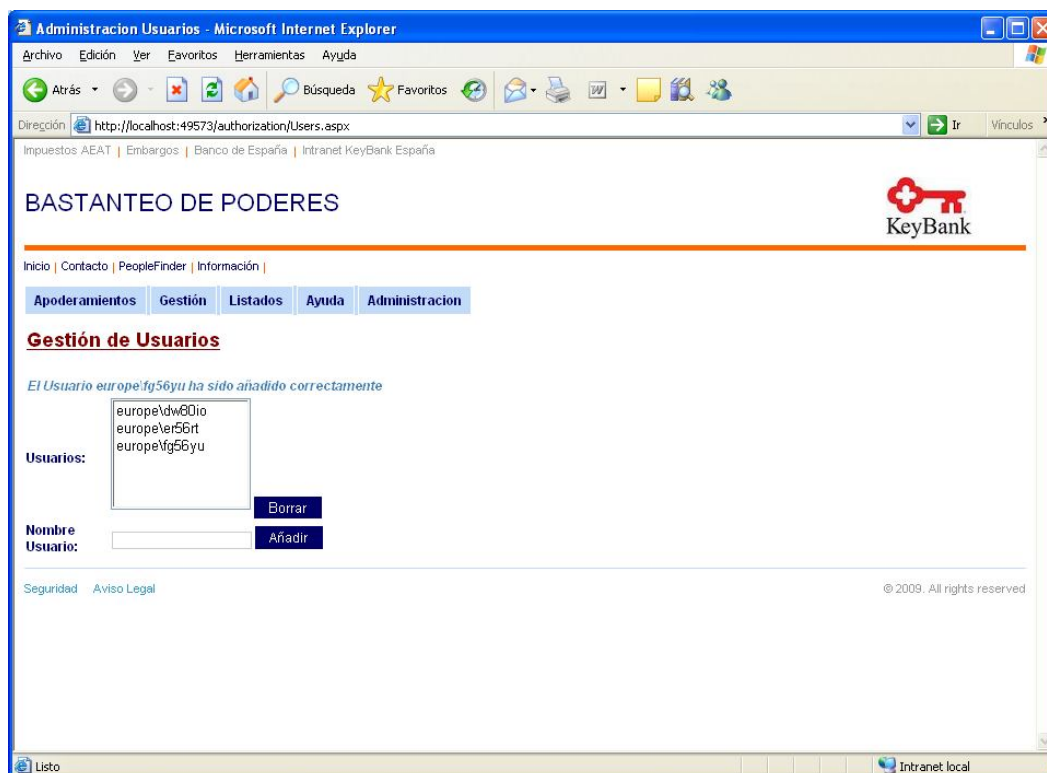 Administracion Usuarios - Microsoft Internet Explorer
Archivo Edición Ver Favoritos Herramientas Ayuda
Atrás Búsqueda Favoritos
Dirección http://localhost:49573/authorization/Users.aspx Ir Vínculos
Impuestos AEAT | Embargos | Banco de España | Intranet KeyBank España
BASTANTEO DE PODERES
KeyBank
Inicio | Contacto | PeopleFinder | Información |
Apoderamientos Gestión Listados Ayuda Administracion
Gestión de Usuarios
El Usuario europe\fg56yu ha sido añadido correctamente
europe\dw80io
europe\er56rt
europe\fg56yu
Usuarios:
Borrar
Nombre
Usuario:
Añadir
Seguridad Aviso Legal © 2009. All rights reserved
Listo Intranet local